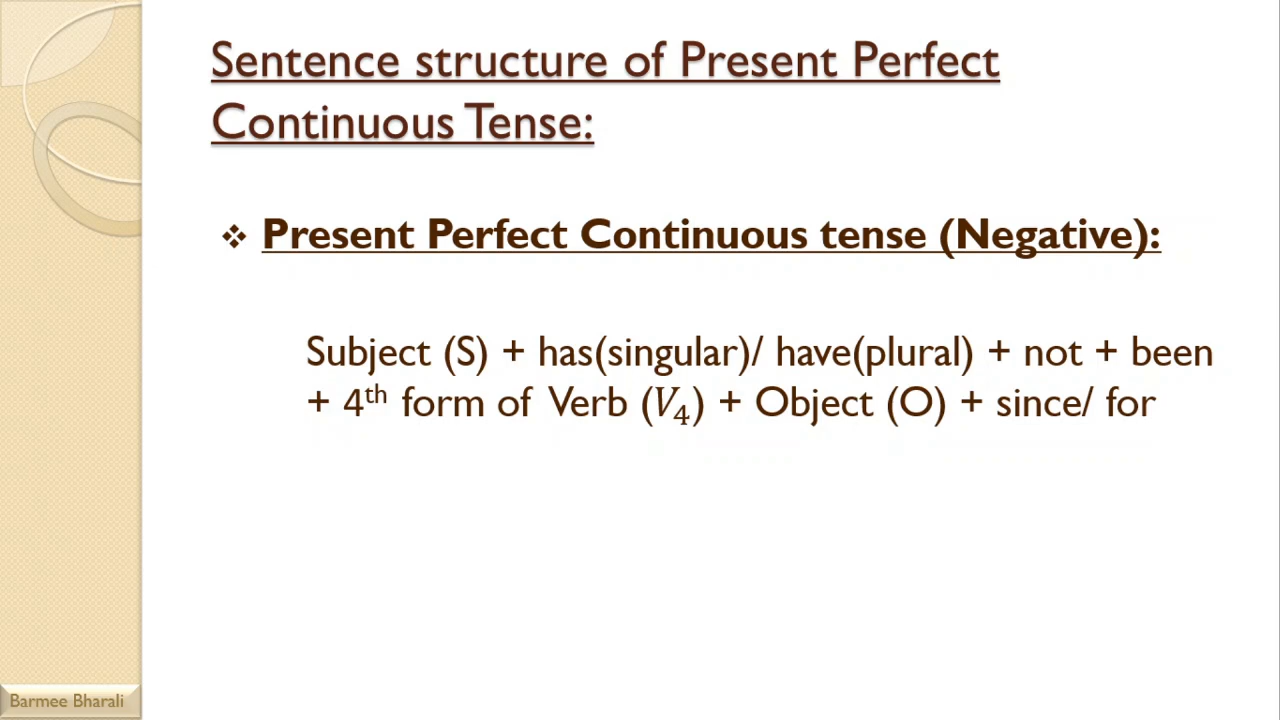 Sentence structure of Present Perfect
Continuous Tense:
❖ Present Perfect Continuous tense (Negative):
Subject (S) + has(singular)/ have(plural) + not + been
+ 4th form of Verb (V₄) + Object (O) + since/ for
Barmee Bharali